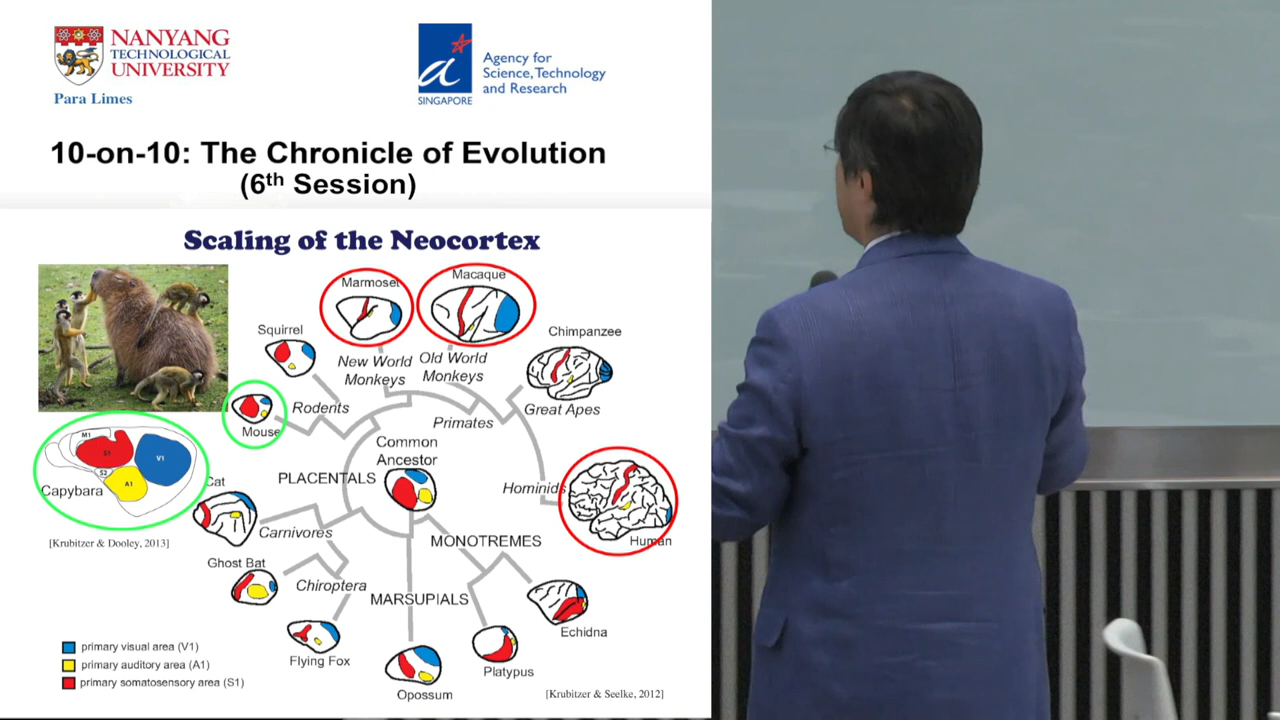 NANYANG
TECHNOLOGICAL
UNIVERSITY
Para Limes
a
SINGAPORE
Agency for
Science, Technology
and Research
10-on-10: The Chronicle of Evolution
(6th Session)
Scaling of the Neocortex
Marmoset
Macaque
Squirrel
Chimpanzee
New World
Monkeys
Old World
Monkeys
Rodents
Great Apes
Primates
Mouse
Common
Ancestor
M1
S1
S2
V1
A1
Capybara
PLACENTALS
Hominids
Cat
[Krubitzer & Dooley, 2013]
Carnivores
MONOTREMES
Human
Ghost Bat
Chiroptera
MARSUPIALS
Echidna
primary visual area (V1)
primary auditory area (A1)
primary somatosensory area (S1)
Flying Fox
Platypus
Opossum
[Krubitzer & Seelke, 2012]